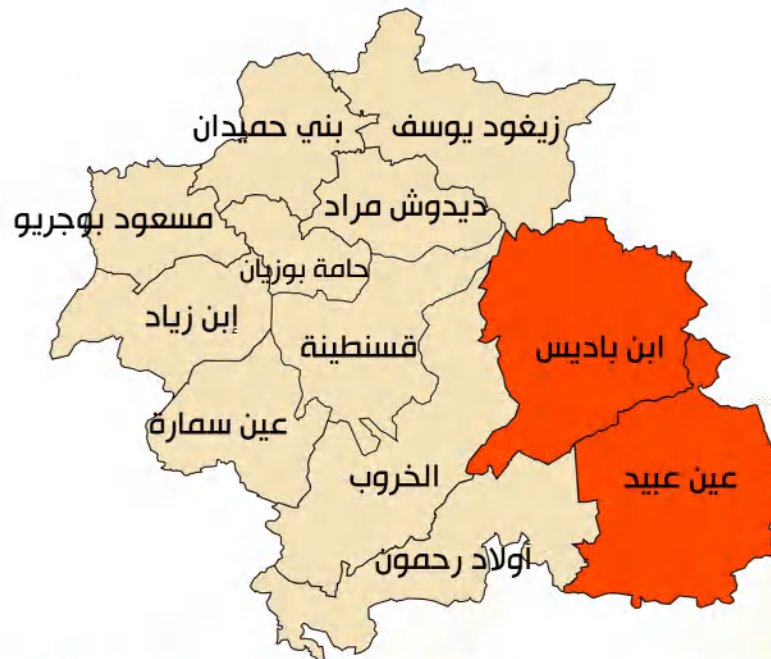 زيغود يوسف
بني حميدان
ديدوش مراد
مسعود بوجريو
حامة بوزيان
إبن زياد
قسنطينة
ابن باديس
عين سمارة
الخروب
عين عبيد
أولاد رحمون